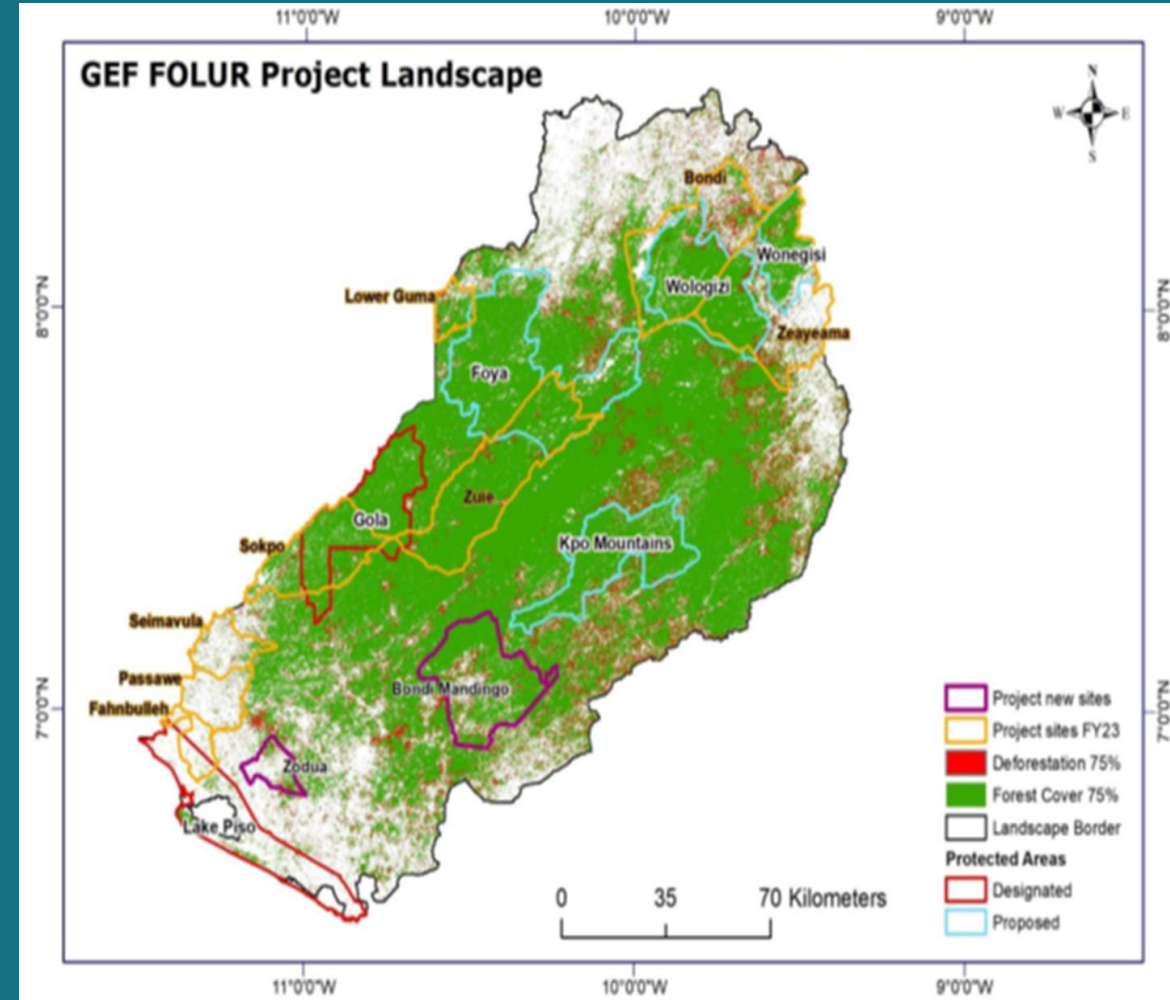 11°0'0"W 10°0'0"W 9°0'0"W
GEF FOLUR Project Landscape
N
W E
S
Bondi
Wonegisi
8°0'0"N
8°0'0"N
Lower Guma
Wologizi
Zeayeama
Foya
Zuie
Gola
Sokpo
Kpo Mountains
Seimavula
Passawe
Bondi Mandingo
Fahnbulleh
7°0'0"N
7°0'0"N
Zodua
Lake Piso
Project new sites
Project sites FY23
Deforestation 75%
Forest Cover 75%
Landscape Border
Protected Areas
Designated
Proposed
0 35 70 Kilometers
11°0'0"W 10°0'0"W 9°0'0"W